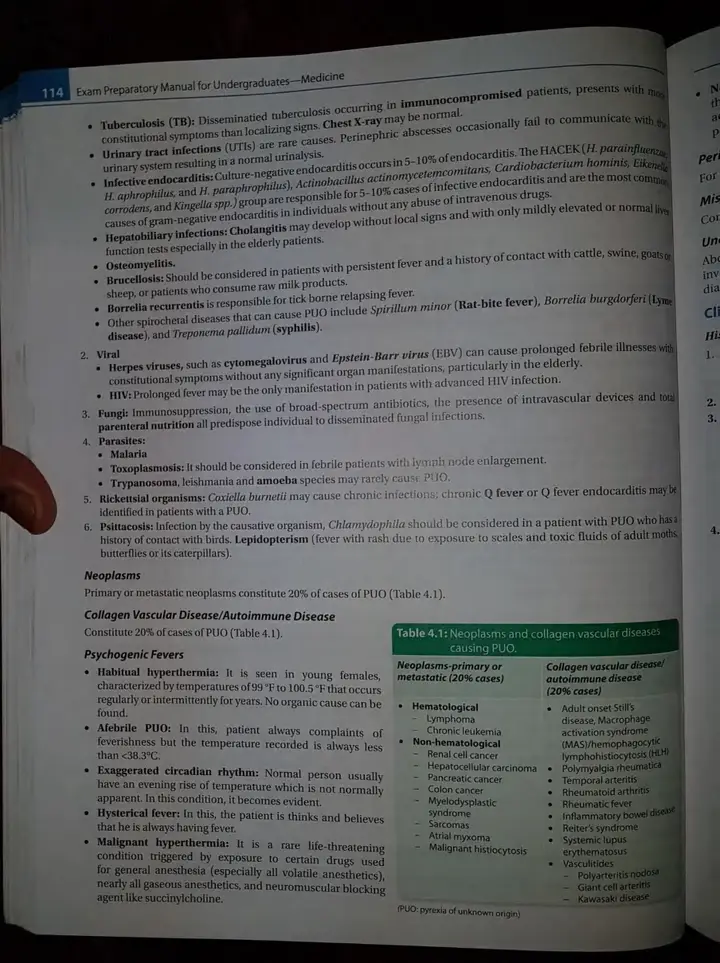 114 Exam Preparatory Manual for Undergraduates—Medicine
• Tuberculosis (TB): Disseminatied tuberculosis occurring in immunocompromised patients, presents with more
constitutional symptoms than localizing signs. Chest X-ray may be normal.
• Urinary tract infections (UTIs) are rare causes. Perinephric abscesses occasionally fail to communicate with the
urinary system resulting in a normal urinalysis.
• Infective endocarditis: Culture-negative endocarditis occurs in 5–10% of endocarditis. The HACEK (H. parainfluenzae,
H. aphrophilus, and H. paraphrophilus), Actinobacillus actinomycetemcomitans, Cardiobacterium hominis, Eikenella
corrodens, and Kingella spp.) group are responsible for 5–10% cases of infective endocarditis and are the most common
causes of gram-negative endocarditis in individuals without any abuse of intravenous drugs.
• Hepatobiliary infections: Cholangitis may develop without local signs and with only mildly elevated or normal liver
function tests especially in the elderly patients.
• Osteomyelitis.
• Brucellosis: Should be considered in patients with persistent fever and a history of contact with cattle, swine, goats or
sheep, or patients who consume raw milk products.
• Borrelia recurrentis is responsible for tick borne relapsing fever.
• Other spirochetal diseases that can cause PUO include Spirillum minor (Rat-bite fever), Borrelia burgdorferi (Lyme
disease), and Treponema pallidum (syphilis).
2. Viral
• Herpes viruses, such as cytomegalovirus and Epstein-Barr virus (EBV) can cause prolonged febrile illnesses with
constitutional symptoms without any significant organ manifestations, particularly in the elderly.
• HIV: Prolonged fever may be the only manifestation in patients with advanced HIV infection.
3. Fungi: Immunosuppression, the use of broad-spectrum antibiotics, the presence of intravascular devices and total
parenteral nutrition all predispose individual to disseminated fungal infections.
4. Parasites:
• Malaria
• Toxoplasmosis: It should be considered in febrile patients with lymph node enlargement.
• Trypanosoma, leishmania and amoeba species may rarely cause PUO.
5. Rickettsial organisms: Coxiella burnetii may cause chronic infections; chronic Q fever or Q fever endocarditis may be
identified in patients with a PUO.
6. Psittacosis: Infection by the causative organism, Chlamydophila should be considered in a patient with PUO who has a
history of contact with birds. Lepidopterism (fever with rash due to exposure to scales and toxic fluids of adult moths,
butterflies or its caterpillars).
Neoplasms
Primary or metastatic neoplasms constitute 20% of cases of PUO (Table 4.1).
Collagen Vascular Disease/Autoimmune Disease
Constitute 20% of cases of PUO (Table 4.1).
Psychogenic Fevers
• Habitual hyperthermia: It is seen in young females,
characterized by temperatures of 99 °F to 100.5 °F that occurs
regularly or intermittently for years. No organic cause can be
found.
• Afebrile PUO: In this, patient always complaints of
feverishness but the temperature recorded is always less
than <38.3°C.
• Exaggerated circadian rhythm: Normal person usually
have an evening rise of temperature which is not normally
apparent. In this condition, it becomes evident.
• Hysterical fever: In this, the patient is thinks and believes
that he is always having fever.
• Malignant hyperthermia: It is a rare life-threatening
condition triggered by exposure to certain drugs used
for general anesthesia (especially all volatile anesthetics),
nearly all gaseous anesthetics, and neuromuscular blocking
agent like succinylcholine.
Table 4.1: Neoplasms and collagen vascular diseases
causing PUO.
Neoplasms-primary or
metastatic (20% cases)
• Hematological
– Lymphoma
– Chronic leukemia
• Non-hematological
– Renal cell cancer
– Hepatocellular carcinoma
– Pancreatic cancer
– Colon cancer
– Myelodysplastic
syndrome
– Sarcomas
– Atrial myxoma
– Malignant histiocytosis
Collagen vascular disease/
autoimmune disease
(20% cases)
• Adult onset Still's
disease, Macrophage
activation syndrome
(MAS)/hemophagocytic
lymphohistiocytosis (HLH)
• Polymyalgia rheumatica
• Temporal arteritis
• Rheumatoid arthritis
• Rheumatic fever
• Inflammatory bowel disease
• Reiter's syndrome
• Systemic lupus
erythematosus
• Vasculitides
– Polyarteritis nodosa
– Giant cell arteritis
– Kawasaki disease
(PUO: pyrexia of unknown origin)
For
1.
2.
3.
4.